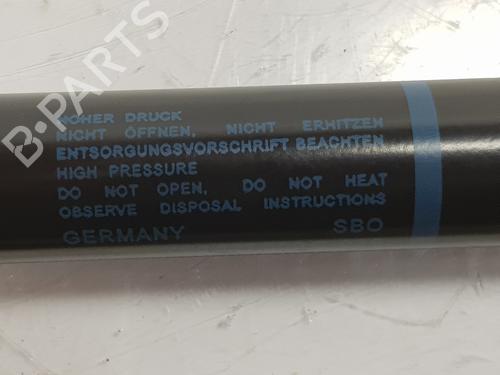 B-PARTS
HOHER DRUCK
NICHT ÖFFNEN, NICHT ERHITZEN
ENTSORGUNGSVORSCHRIFT BEACHTEN
HIGH PRESSURE
DO NOT OPEN, DO NOT HEAT
OBSERVE DISPOSAL INSTRUCTIONS
GERMANY SBO